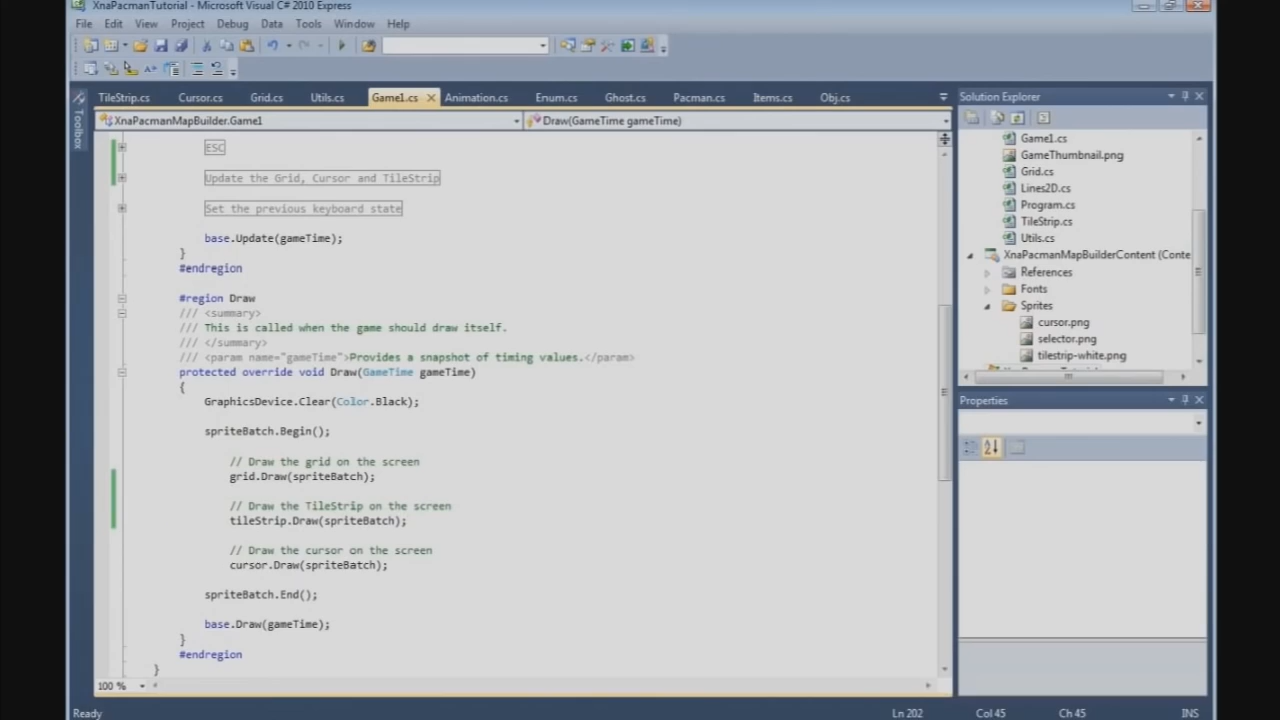 XnaPacmanTutorial - Microsoft Visual C# 2010 Express
File Edit View Project Debug Data Tools Window Help
Toolbox
TileStrip.cs Cursor.cs Grid.cs Utils.cs Game1.cs Animation.cs Enum.cs Ghost.cs Pacman.cs Items.cs Obj.cs
XnaPacmanMapBuilder.Game1 Draw(GameTime gameTime)
ESC
Update the Grid, Cursor and TileStrip
Set the previous keyboard state
base.Update(gameTime);
}
#endregion
#region Draw
/// <summary>
/// This is called when the game should draw itself.
/// </summary>
/// <param name="gameTime">Provides a snapshot of timing values.</param>
protected override void Draw(GameTime gameTime)
{
GraphicsDevice.Clear(Color.Black);
spriteBatch.Begin();
// Draw the grid on the screen
grid.Draw(spriteBatch);
// Draw the TileStrip on the screen
tileStrip.Draw(spriteBatch);
// Draw the cursor on the screen
cursor.Draw(spriteBatch);
spriteBatch.End();
base.Draw(gameTime);
}
#endregion
}
100 %
Solution Explorer
Game1.cs
GameThumbnail.png
Grid.cs
Lines2D.cs
Program.cs
TileStrip.cs
Utils.cs
XnaPacmanMapBuilderContent (Conte
References
Fonts
Sprites
cursor.png
selector.png
tilestrip-white.png
Properties
Ready Ln 202 Col 45 Ch 45 INS